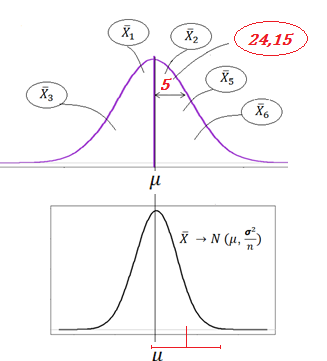 X̄₁ X̄₂ 24,15
X̄₃ 5 X̄₅
X̄₆
μ
X̄ → N (μ, σ²/n)
μ